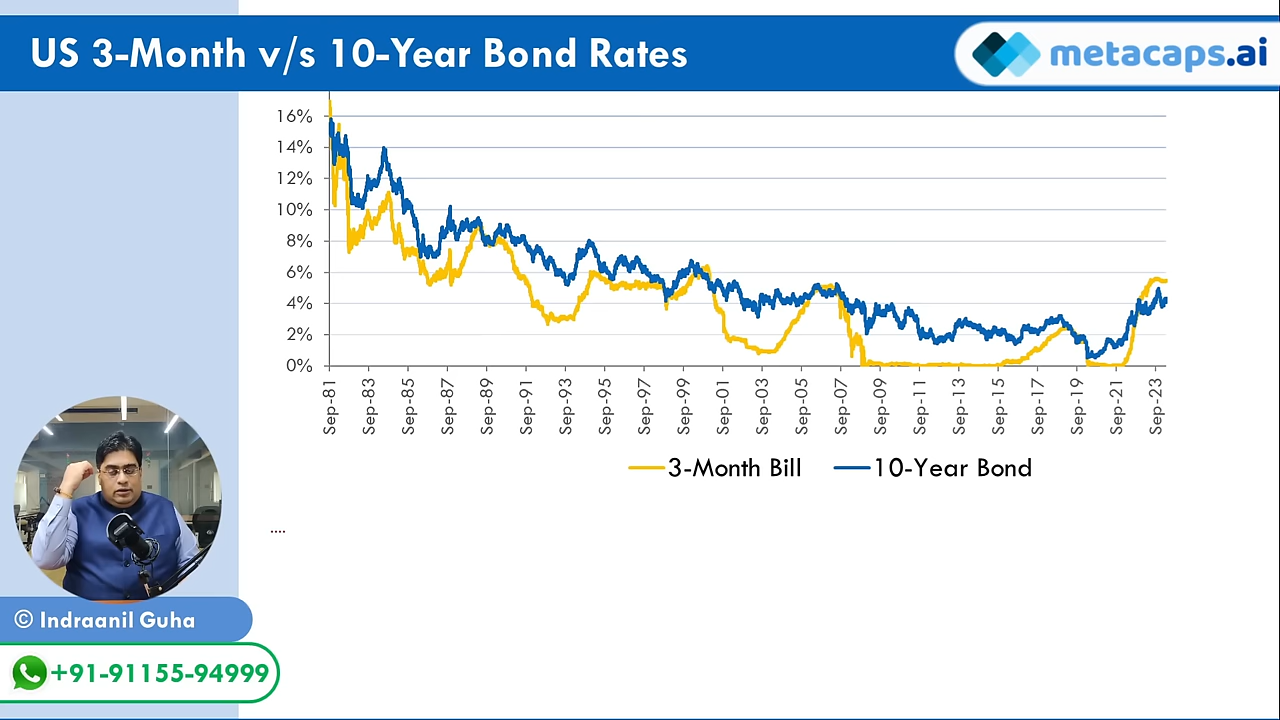 US 3-Month v/s 10-Year Bond Rates
metacaps.ai
16%
14%
12%
10%
8%
6%
4%
2%
0%
Sep-81
Sep-83
Sep-85
Sep-87
Sep-89
Sep-91
Sep-93
Sep-95
Sep-97
Sep-99
Sep-01
Sep-03
Sep-05
Sep-07
Sep-09
Sep-11
Sep-13
Sep-15
Sep-17
Sep-19
Sep-21
Sep-23
3-Month Bill
10-Year Bond
....
© Indraanil Guha
+91-91155-94999